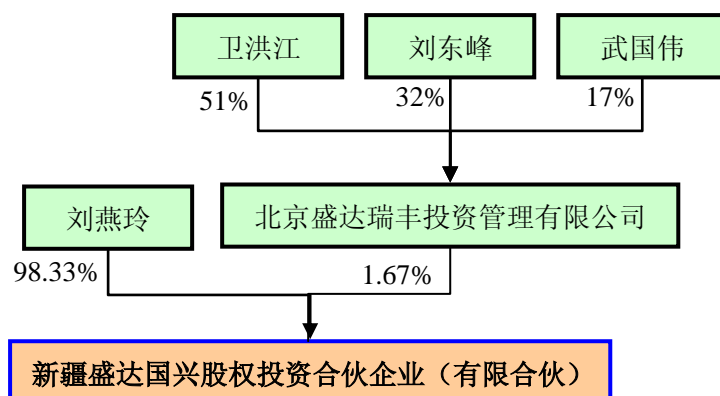 卫洪江
刘东峰
武国伟
51%
32%
17%
刘燕玲
北京盛达瑞丰投资管理有限公司
98.33%
1.67%
新疆盛达国兴股权投资合伙企业（有限合伙）